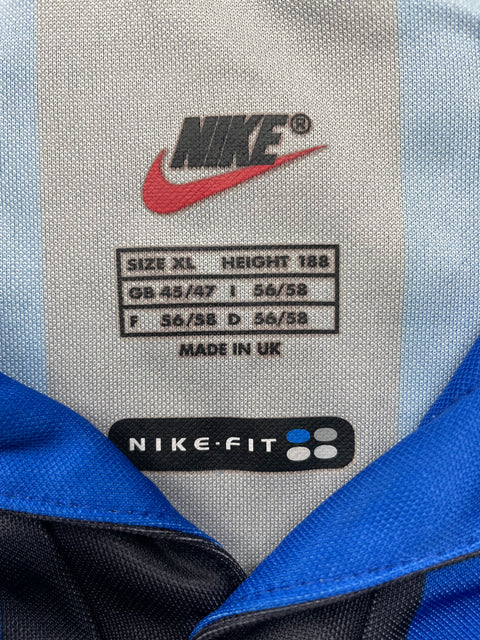 NIKE®
SIZE XL HEIGHT 188
GB 45/47 I 56/58
F 56/58 D 56/58
MADE IN UK
NIKE·FIT